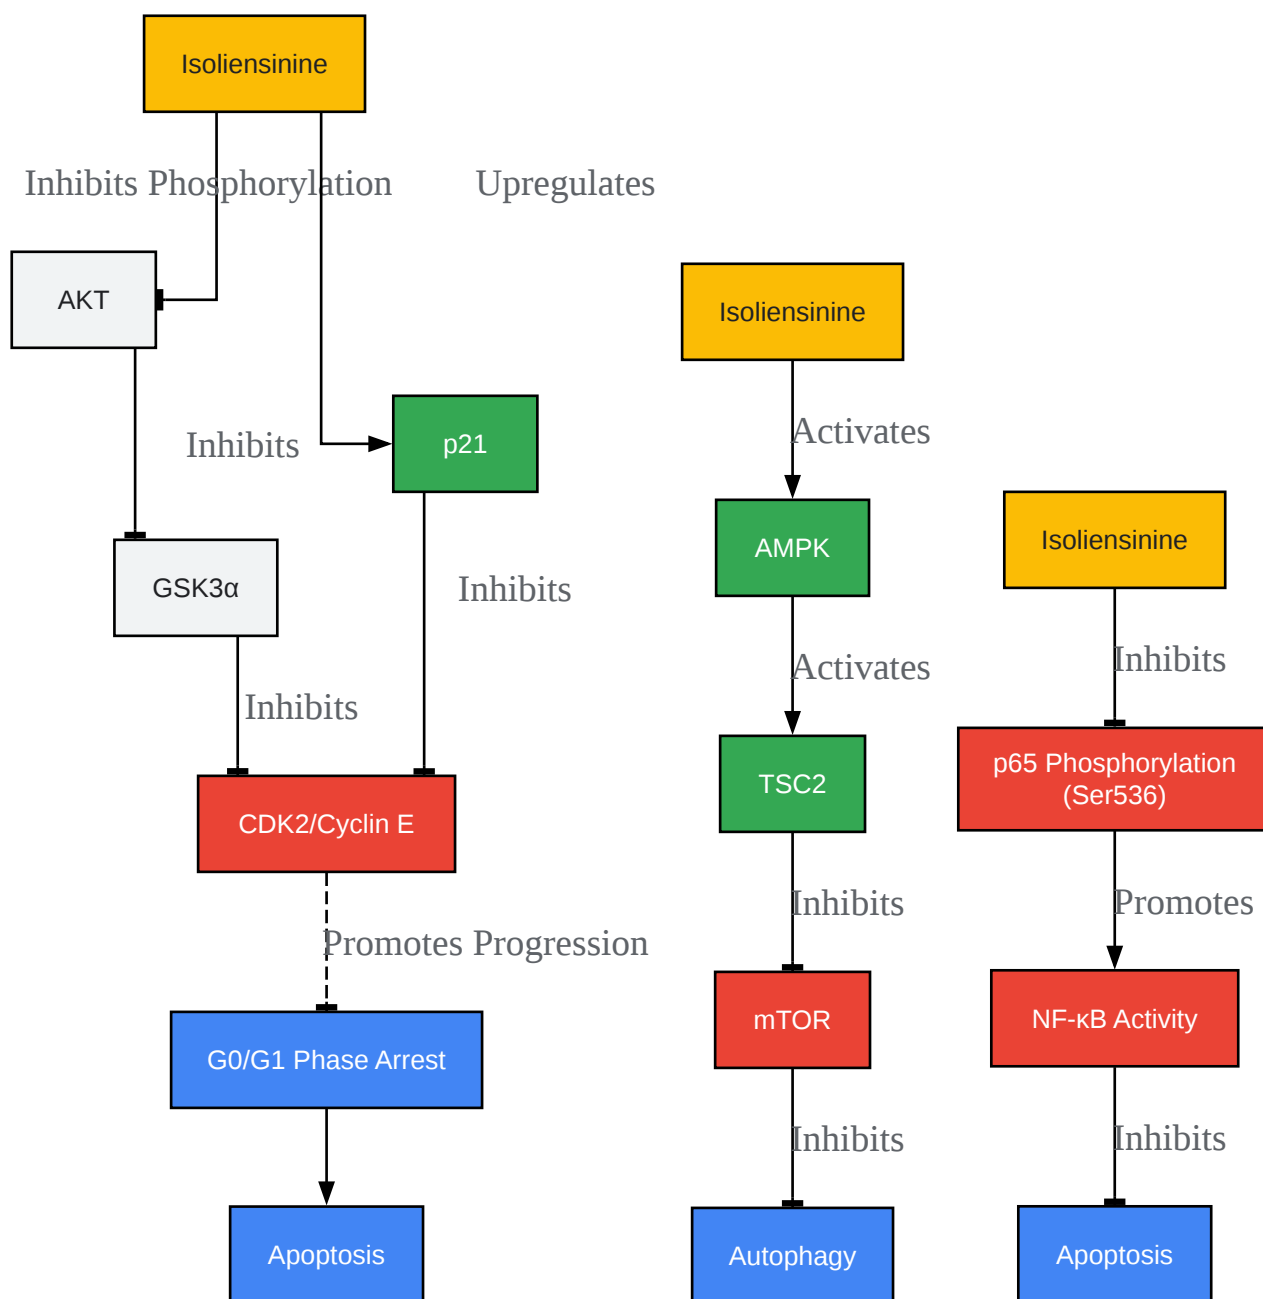 Isoliensinine
Inhibits Phosphorylation
Upregulates
AKT
Inhibits
p21
GSK3α
Inhibits
Inhibits
CDK2/Cyclin E
Promotes Progression
G0/G1 Phase Arrest
Apoptosis
Isoliensinine
Activates
AMPK
Activates
TSC2
Inhibits
mTOR
Inhibits
Autophagy
Isoliensinine
Inhibits
p65 Phosphorylation
(Ser536)
Promotes
NF-κB Activity
Inhibits
Apoptosis